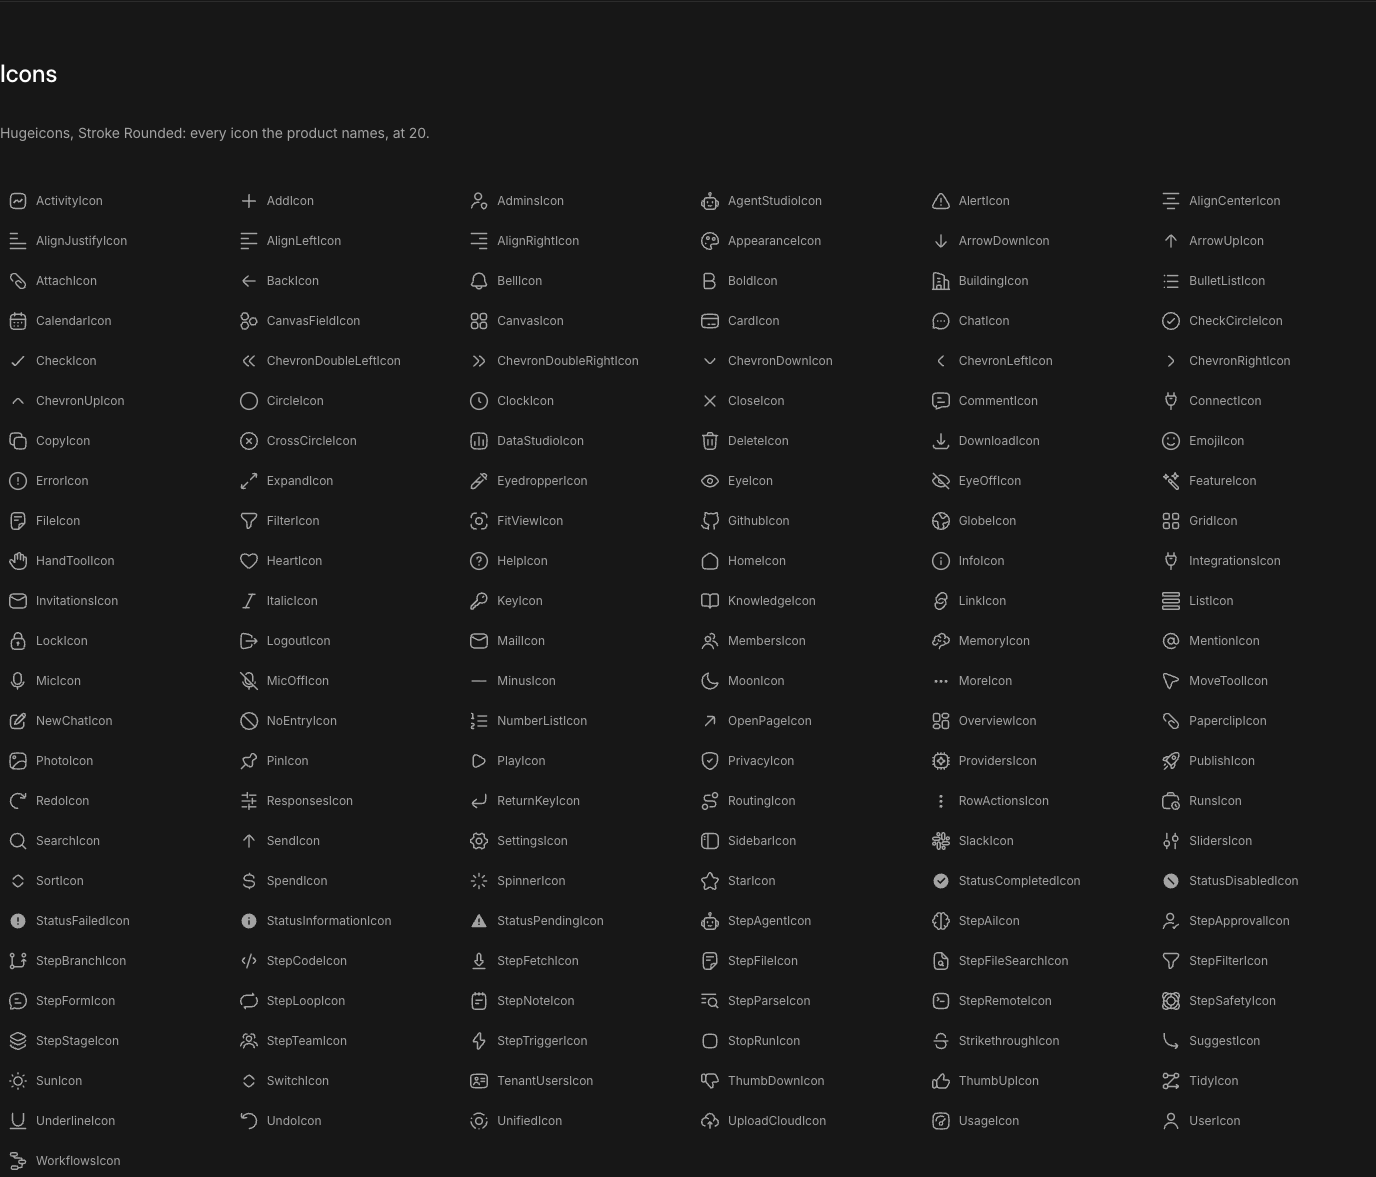 Icons
Hugeicons, Stroke Rounded: every icon the product names, at 20.
ActivityIcon AddIcon AdminsIcon AgentStudioIcon AlertIcon AlignCenterIcon
AlignJustifyIcon AlignLeftIcon AlignRightIcon AppearanceIcon ArrowDownIcon ArrowUpIcon
AttachIcon BackIcon BellIcon BoldIcon BuildingIcon BulletListIcon
CalendarIcon CanvasFieldIcon CanvasIcon CardIcon ChatIcon CheckCircleIcon
CheckIcon ChevronDoubleLeftIcon ChevronDoubleRightIcon ChevronDownIcon ChevronLeftIcon ChevronRightIcon
ChevronUpIcon CircleIcon ClockIcon CloseIcon CommentIcon ConnectIcon
CopyIcon CrossCircleIcon DataStudioIcon DeleteIcon DownloadIcon EmojiIcon
ErrorIcon ExpandIcon EyedropperIcon EyeIcon EyeOffIcon FeatureIcon
FileIcon FilterIcon FitViewIcon GithubIcon GlobeIcon GridIcon
HandToolIcon HeartIcon HelpIcon HomeIcon InfoIcon IntegrationsIcon
InvitationsIcon ItalicIcon KeyIcon KnowledgeIcon LinkIcon ListIcon
LockIcon LogoutIcon MailIcon MembersIcon MemoryIcon MentionIcon
MicIcon MicOffIcon MinusIcon MoonIcon MoreIcon MoveToolIcon
NewChatIcon NoEntryIcon NumberListIcon OpenPageIcon OverviewIcon PaperclipIcon
PhotoIcon PinIcon PlayIcon PrivacyIcon ProvidersIcon PublishIcon
RedoIcon ResponsesIcon ReturnKeyIcon RoutingIcon RowActionsIcon RunsIcon
SearchIcon SendIcon SettingsIcon SidebarIcon SlackIcon SlidersIcon
SortIcon SpendIcon SpinnerIcon StarIcon StatusCompletedIcon StatusDisabledIcon
StatusFailedIcon StatusInformationIcon StatusPendingIcon StepAgentIcon StepAiIcon StepApprovalIcon
StepBranchIcon StepCodeIcon StepFetchIcon StepFileIcon StepFileSearchIcon StepFilterIcon
StepFormIcon StepLoopIcon StepNoteIcon StepParseIcon StepRemoteIcon StepSafetyIcon
StepStageIcon StepTeamIcon StepTriggerIcon StopRunIcon StrikethroughIcon SuggestIcon
SunIcon SwitchIcon TenantUsersIcon ThumbDownIcon ThumbUpIcon TidyIcon
UnderlineIcon UndoIcon UnifiedIcon UploadCloudIcon UsageIcon UserIcon
WorkflowsIcon